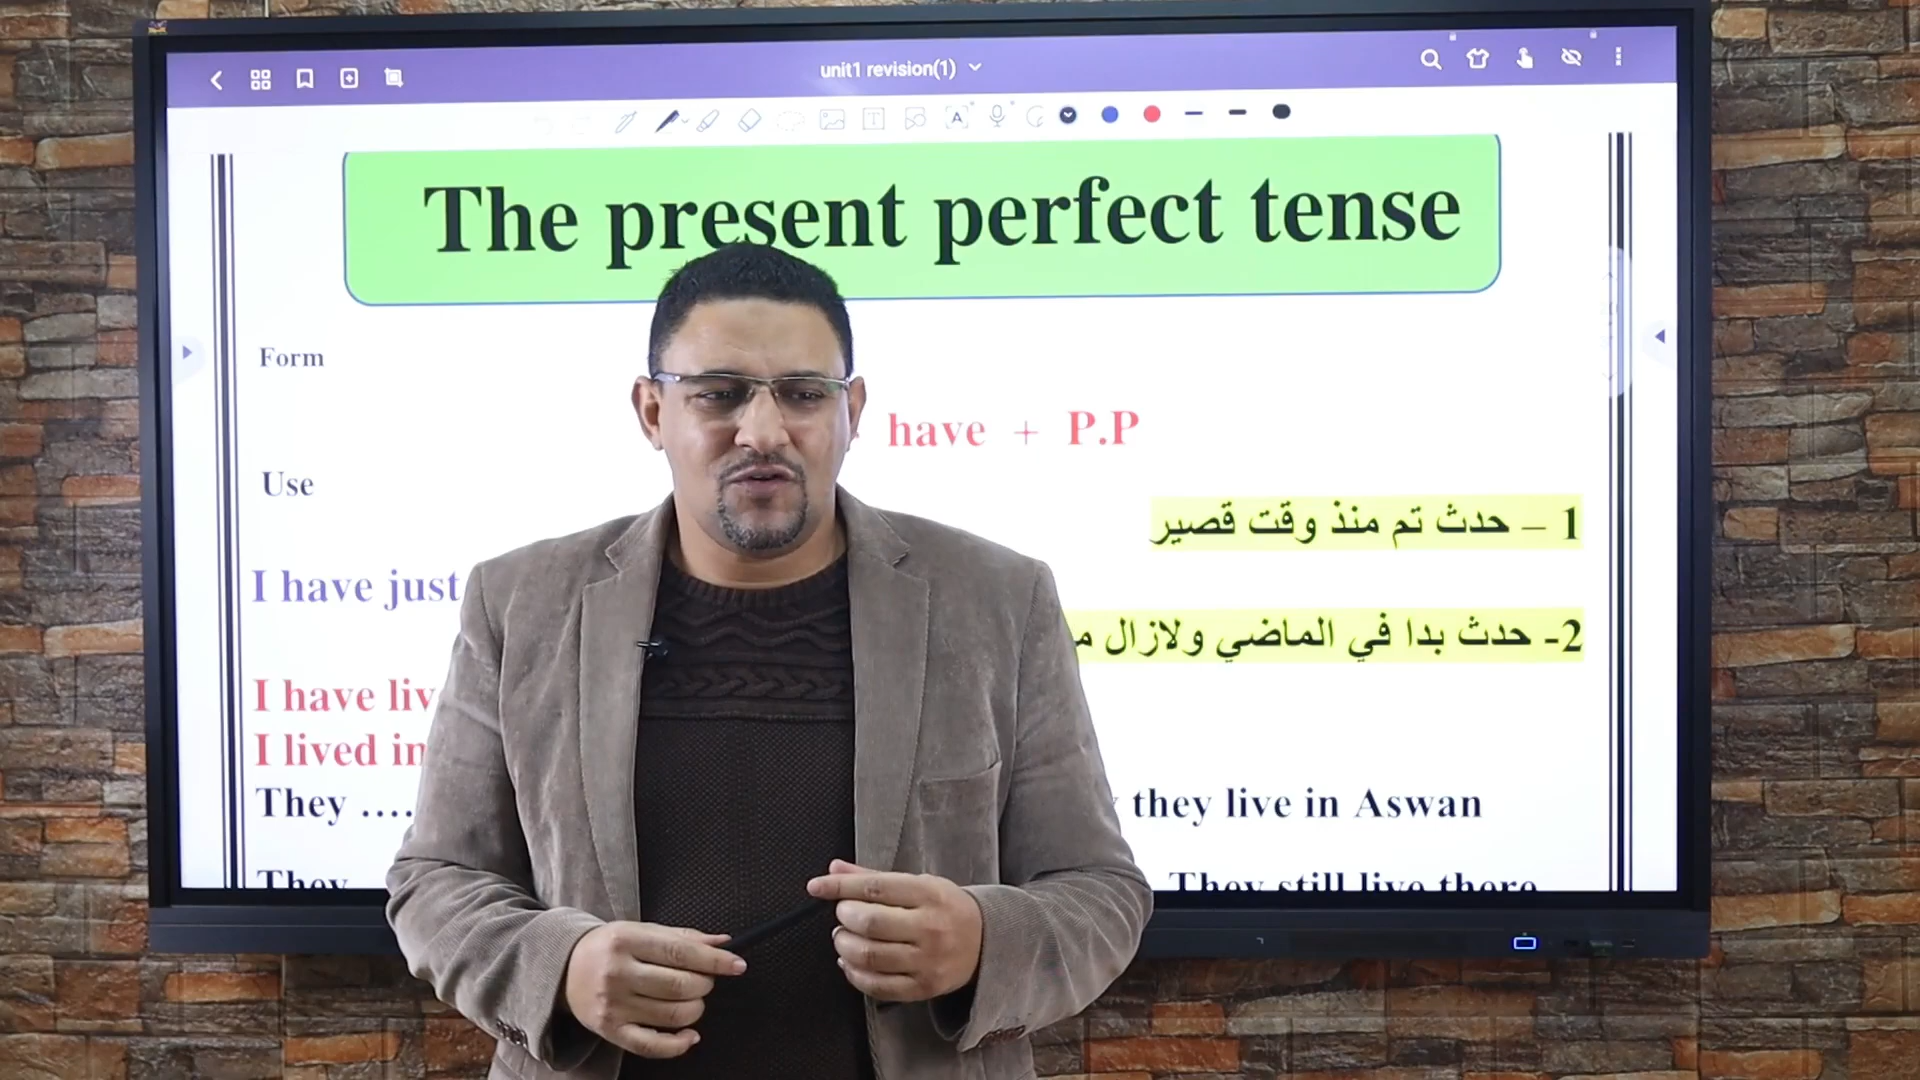 unit1 revision(1)
The present perfect tense
Form
have + P.P
Use
1 – حدث تم منذ وقت قصير
I have just
2- حدث بدا في الماضي ولازال
I have
I lived in
They .... they live in Aswan
They They still live there